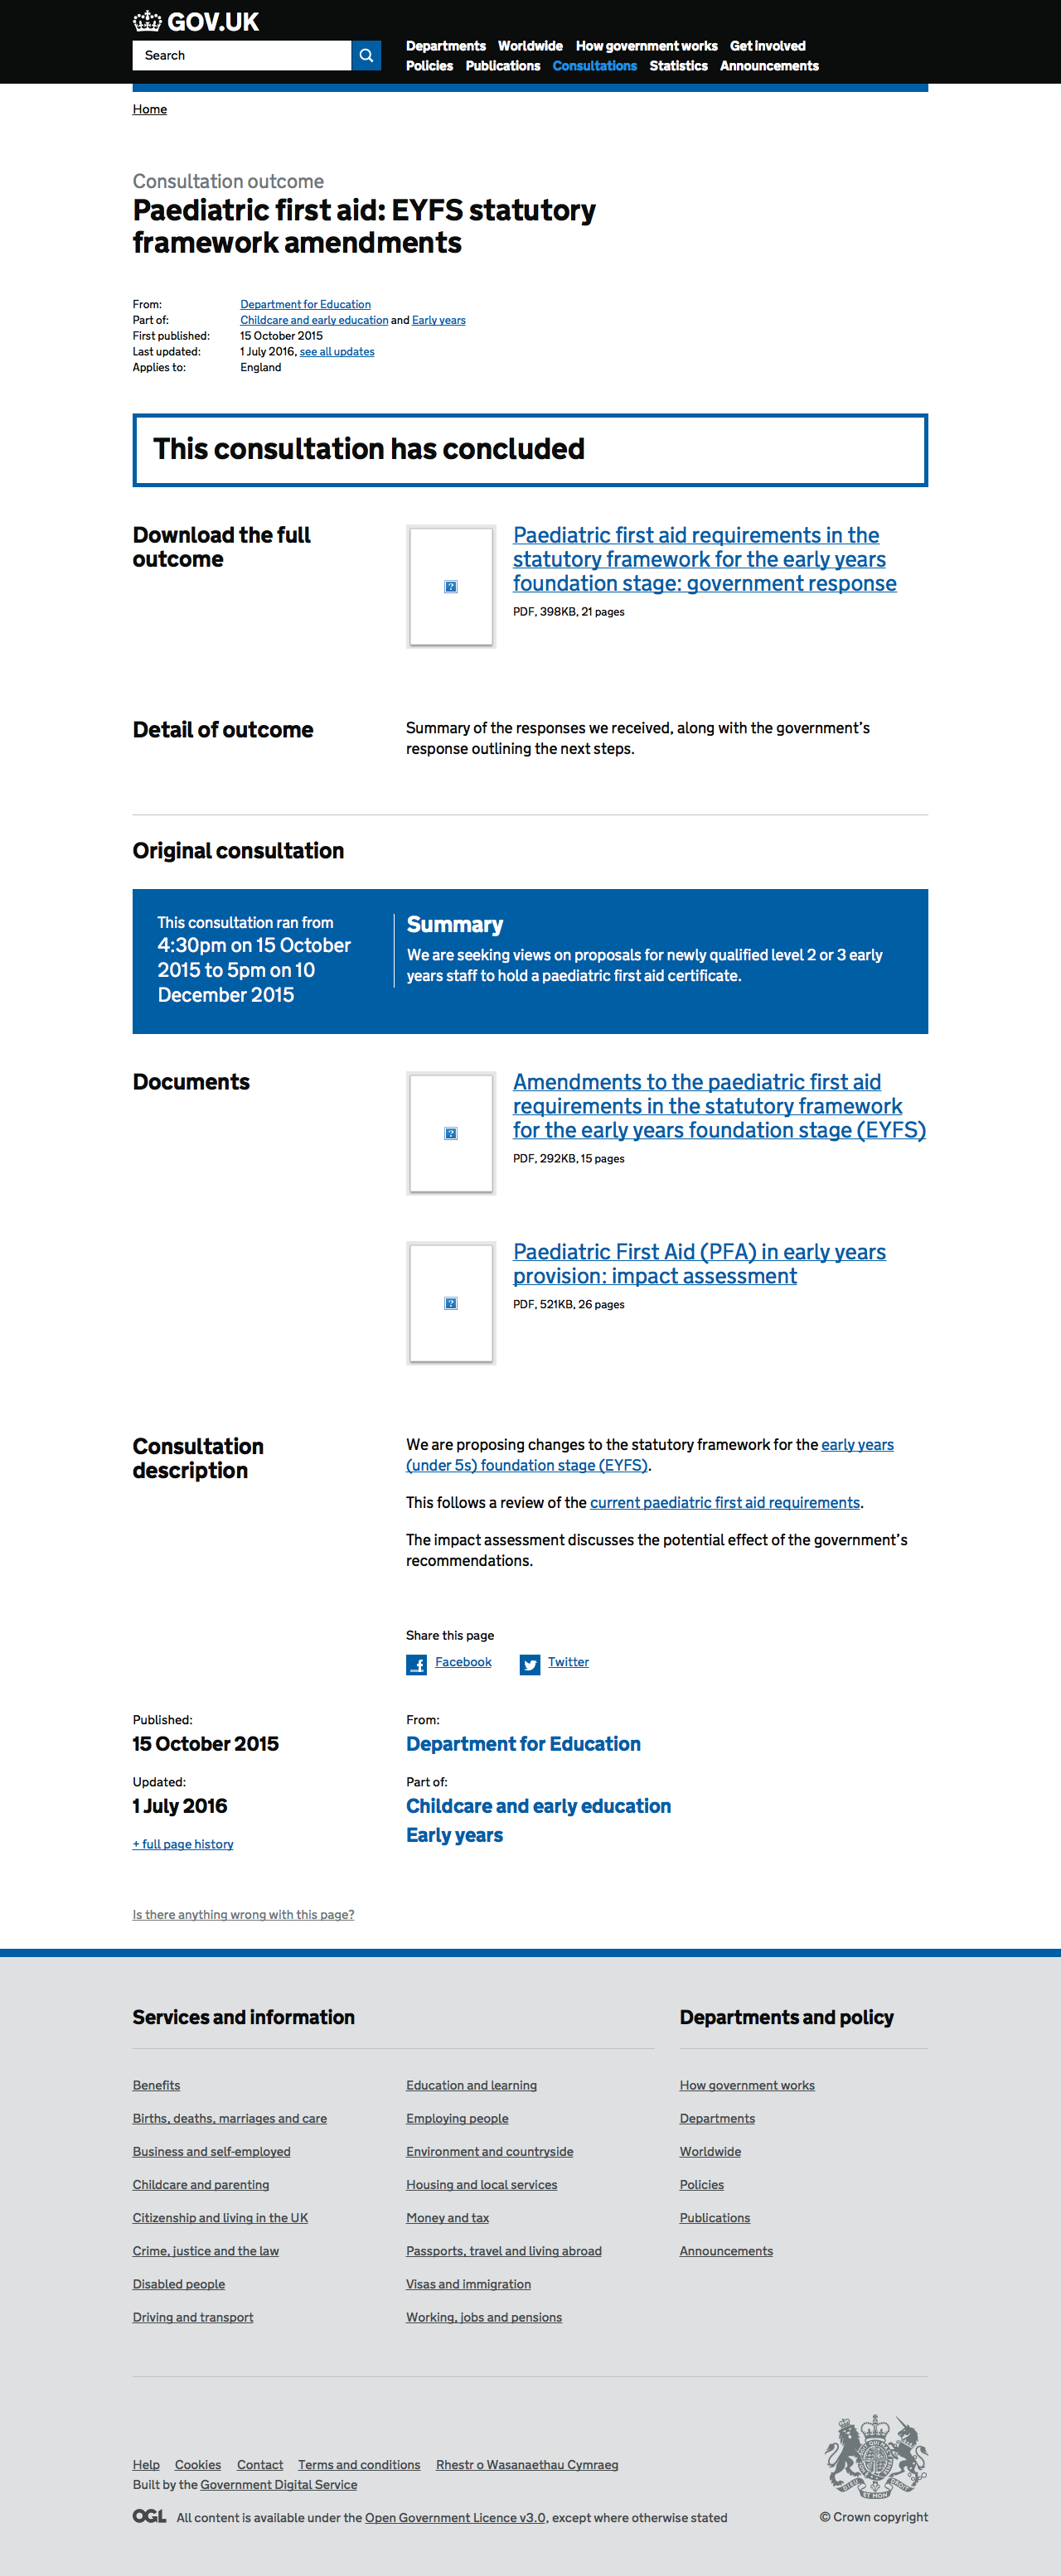 GOV.UK
Search
Departments Worldwide How government works Get involved
Policies Publications Consultations Statistics Announcements
Home
Consultation outcome
Paediatric first aid: EYFS statutory
framework amendments
From: Department for Education
Part of: Childcare and early education and Early years
First published: 15 October 2015
Last updated: 1 July 2016, see all updates
Applies to: England
This consultation has concluded
Download the full
outcome
Paediatric first aid requirements in the
statutory framework for the early years
foundation stage: government response
PDF, 398KB, 21 pages
Detail of outcome
Summary of the responses we received, along with the government's
response outlining the next steps.
Original consultation
This consultation ran from
4:30pm on 15 October
2015 to 5pm on 10
December 2015
Summary
We are seeking views on proposals for newly qualified level 2 or 3 early
years staff to hold a paediatric first aid certificate.
Documents
Amendments to the paediatric first aid
requirements in the statutory framework
for the early years foundation stage (EYFS)
PDF, 292KB, 15 pages
Paediatric First Aid (PFA) in early years
provision: impact assessment
PDF, 521KB, 26 pages
Consultation
description
We are proposing changes to the statutory framework for the early years
(under 5s) foundation stage (EYFS).
This follows a review of the current paediatric first aid requirements.
The impact assessment discusses the potential effect of the government's
recommendations.
Share this page
Facebook Twitter
Published:
15 October 2015
Updated:
1 July 2016
+ full page history
From:
Department for Education
Part of:
Childcare and early education
Early years
Is there anything wrong with this page?
Services and information
Benefits
Births, deaths, marriages and care
Business and self-employed
Childcare and parenting
Citizenship and living in the UK
Crime, justice and the law
Disabled people
Driving and transport
Education and learning
Employing people
Environment and countryside
Housing and local services
Money and tax
Passports, travel and living abroad
Visas and immigration
Working, jobs and pensions
Departments and policy
How government works
Departments
Worldwide
Policies
Publications
Announcements
Help Cookies Contact Terms and conditions Rhestr o Wasanaethau Cymraeg
Built by the Government Digital Service
OGL All content is available under the Open Government Licence v3.0, except where otherwise stated
© Crown copyright